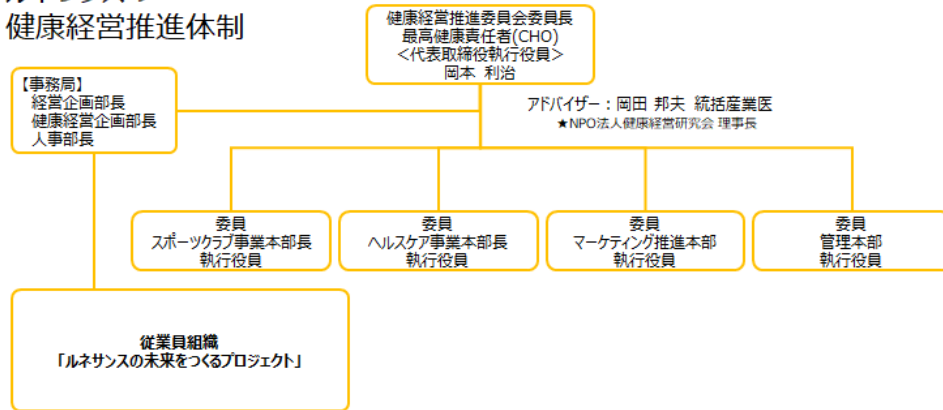 健康経営推進体制
健康経営推進委員会委員長
最高健康責任者(CHO)
<代表取締役執行役員>
岡本 利治
【事務局】
経営企画部長
健康経営企画部長
人事部長
アドバイザー：岡田 邦夫 統括産業医
★NPO法人健康経営研究会 理事長
委員
スポーツクラブ事業本部長
執行役員
委員
ヘルスケア事業本部長
執行役員
委員
マーケティング推進本部
執行役員
委員
管理本部
執行役員
従業員組織
「ルネサンスの未来をつくるプロジェクト」